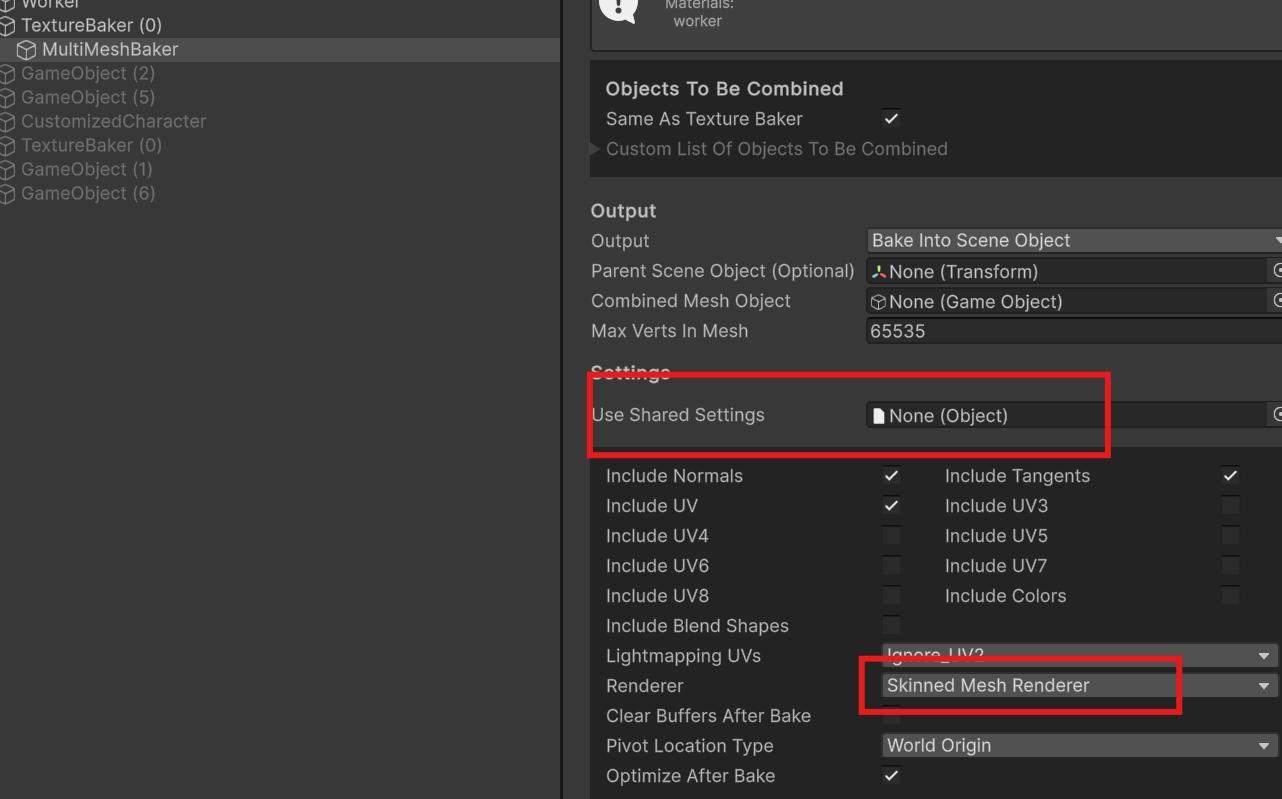 Worker
TextureBaker (0)
MultiMeshBaker
GameObject (2)
GameObject (5)
CustomizedCharacter
TextureBaker (0)
GameObject (1)
GameObject (6)
Materials:
worker
Objects To Be Combined
Same As Texture Baker
Custom List Of Objects To Be Combined
Output
Output Bake Into Scene Object
Parent Scene Object (Optional) None (Transform)
Combined Mesh Object None (Game Object)
Max Verts In Mesh 65535
Settings
Use Shared Settings None (Object)
Include Normals Include Tangents
Include UV Include UV3
Include UV4 Include UV5
Include UV6 Include UV7
Include UV8 Include Colors
Include Blend Shapes
Lightmapping UVs Ignore_UV2
Renderer Skinned Mesh Renderer
Clear Buffers After Bake
Pivot Location Type World Origin
Optimize After Bake